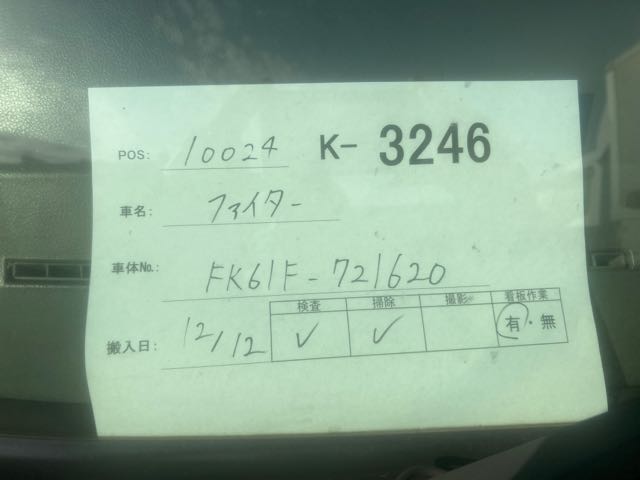 POS: 10024 K- 3246
車名: ファイター
車体No.: FK61F-721620
検査 掃除 撮影 看板作業
搬入日: 12/12 ✓ ✓ 有・無